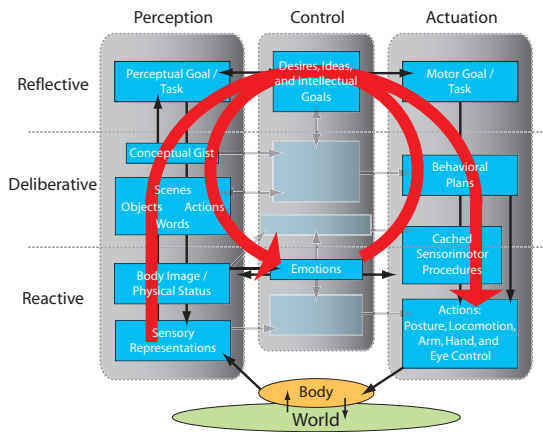 Perception
Control
Actuation
Reflective
Deliberative
Reactive
Perceptual Goal /
Task
Desires, Ideas,
and Intellectual
Goals
Motor Goal /
Task
Conceptual Gist
Scenes
Objects Actions
Words
Behavioral
Plans
Cached
Sensorimotor
Procedures
Body Image /
Physical Status
Emotions
Sensory
Representations
Actions:
Posture, Locomotion,
Arm, Hand, and
Eye Control
Body
World